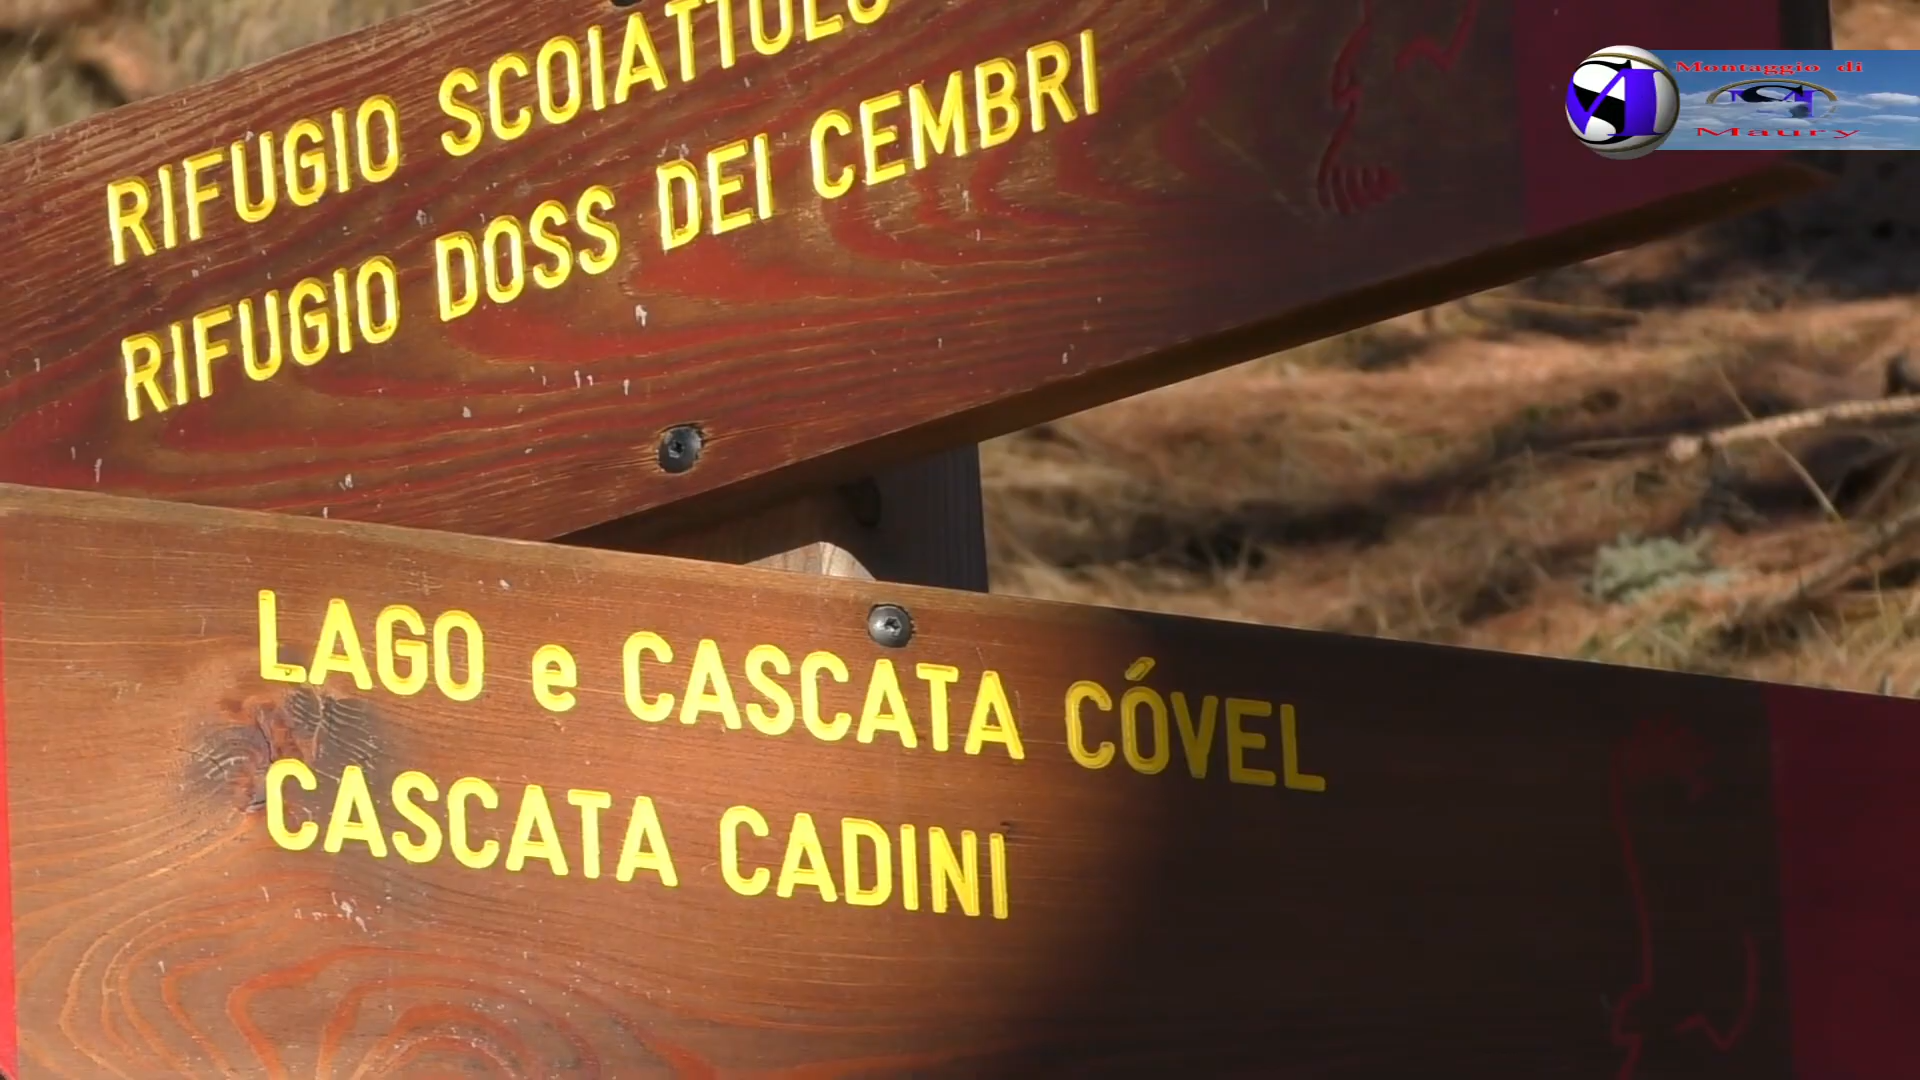 RIFUGIO SCOIATTOLO
RIFUGIO DOSS DEI CEMBRI
LAGO e CASCATA CÓVEL
CASCATA CADINI
Montaggio di
Maury